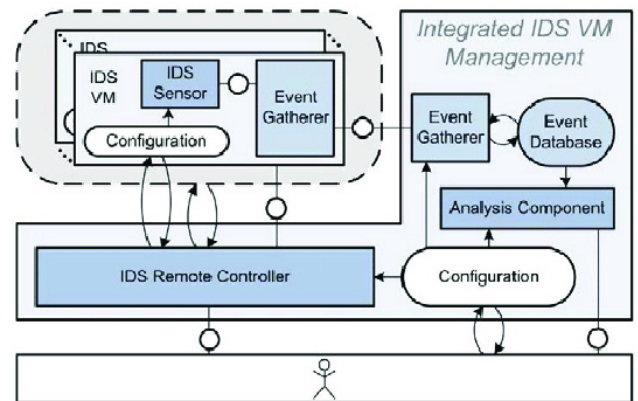 Integrated IDS VM
Management
IDS
IDS
VM
IDS
Sensor
Event
Gatherer
Configuration
Event
Gatherer
Event
Database
Analysis Component
IDS Remote Controller
Configuration